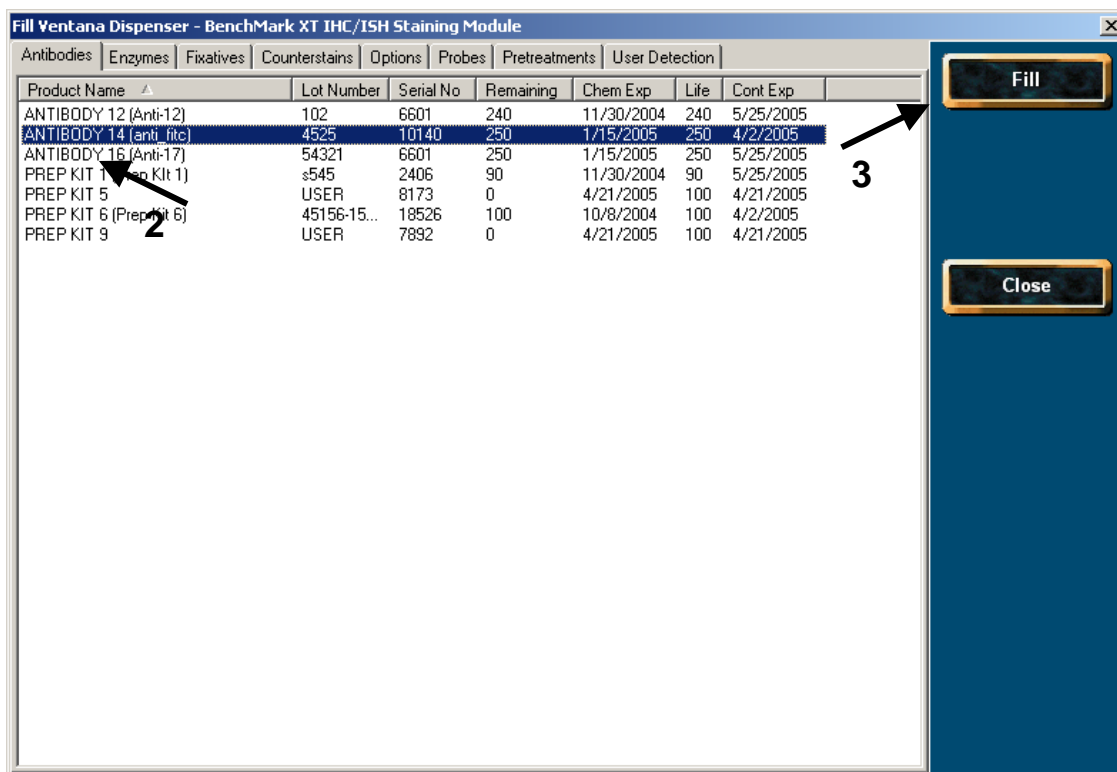 Fill Ventana Dispenser - BenchMark XT IHC/ISH Staining Module
Antibodies Enzymes Fixatives Counterstains Options Probes Pretreatments User Detection
Product Name Lot Number Serial No Remaining Chem Exp Life Cont Exp
ANTIBODY 12 (Anti-12) 102 6601 240 11/30/2004 240 5/25/2005
ANTIBODY 14 (anti_fitc) 4525 10140 250 1/15/2005 250 4/2/2005
ANTIBODY 16 (Anti-17) 54321 6601 250 1/15/2005 250 5/25/2005
PREP KIT 1 (Prep KIt 1) s545 2406 90 11/30/2004 90 5/25/2005
PREP KIT 5 USER 8173 0 4/21/2005 100 4/21/2005
PREP KIT 6 (Prep Kit 6) 45156-15... 18526 100 10/8/2004 100 4/2/2005
PREP KIT 9 USER 7892 0 4/21/2005 100 4/21/2005
2
3
Fill
Close